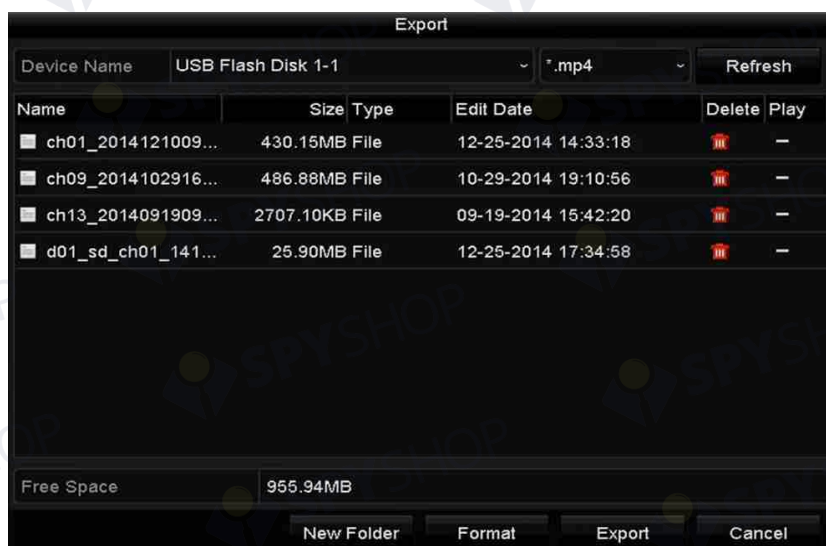 Export
Device Name USB Flash Disk 1-1 *.mp4 Refresh
Name Size Type Edit Date Delete Play
ch01_2014121009... 430.15MB File 12-25-2014 14:33:18 —
ch09_2014102916... 486.88MB File 10-29-2014 19:10:56 —
ch13_2014091909... 2707.10KB File 09-19-2014 15:42:20 —
d01_sd_ch01_141... 25.90MB File 12-25-2014 17:34:58 —
Free Space 955.94MB
New Folder Format Export Cancel
SPYSHOP